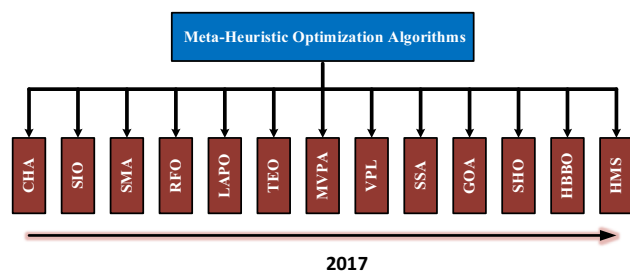 Meta-Heuristic Optimization Algorithms
CHA
SIO
SMA
RFO
LAPO
TEO
MVPA
VPL
SSA
GOA
SHO
HBBO
HMS
2017